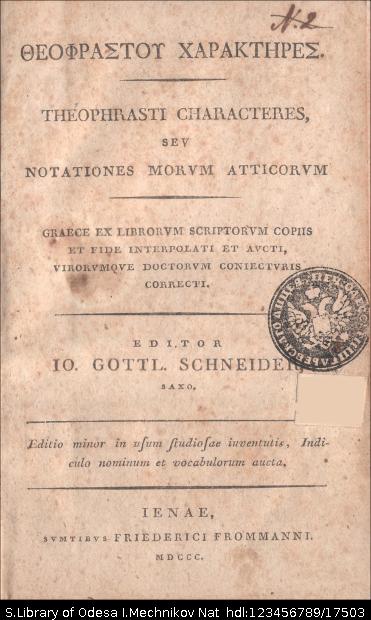 N. 2
ΘΕΟΦΡΑΣΤΟΥ ΧΑΡΑΚΤΗΡΕΣ.
THEOPHRASTI CHARACTERES,
SEV
NOTATIONES MORVM ATTICORVM
GRAECE EX LIBRORVM SCRIPTORVM COPIIS
ET FIDE INTERPOLATI ET AVCTI,
VIRORVMQVE DOCTORVM CONIECTVRIS
CORRECTI.
EDITOR
IO. GOTTL. SCHNEIDER
SAXO.
Editio minor in uſum ſtudioſae iuventutis, Indi-
culo nominum et vocabulorum aucta.
IENAE,
SVMTIBVS FRIEDERICI FROMMANNI.
MDCCC.
S.Library of Odesa I.Mechnikov Nat hdl:123456789/17503